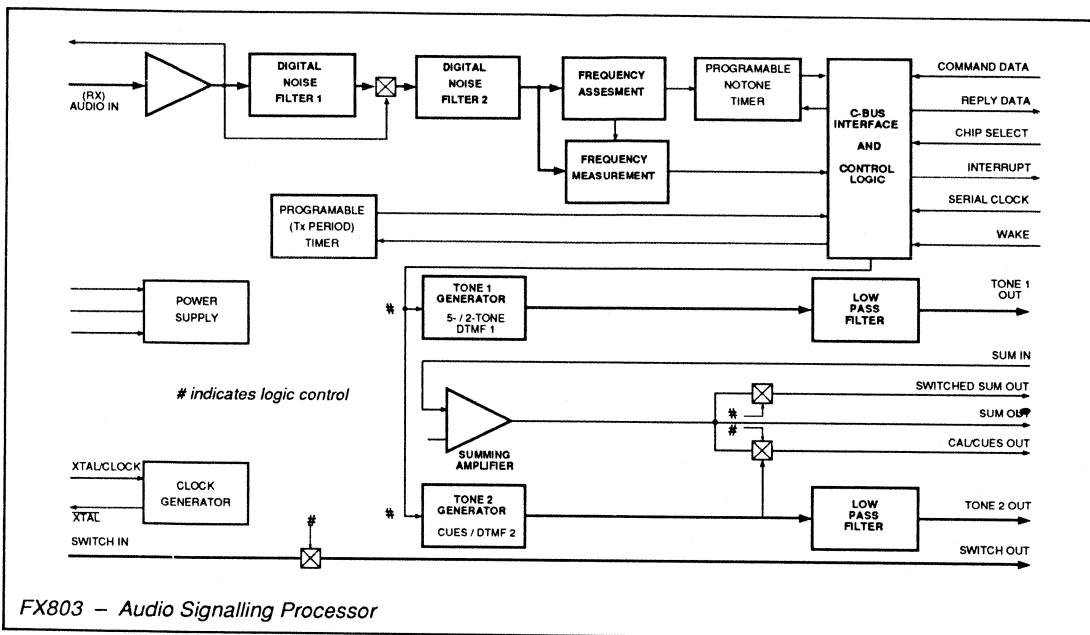 (RX)
AUDIO IN
DIGITAL
NOISE
FILTER 1
DIGITAL
NOISE
FILTER 2
FREQUENCY
ASSESMENT
PROGRAMABLE
NOTONE
TIMER
C-BUS
INTERFACE
AND
CONTROL
LOGIC
COMMAND DATA
REPLY DATA
CHIP SELECT
INTERRUPT
SERIAL CLOCK
WAKE
FREQUENCY
MEASUREMENT
PROGRAMABLE
(Tx PERIOD)
TIMER
POWER
SUPPLY
#
TONE 1
GENERATOR
5- / 2-TONE
DTMF 1
LOW
PASS
FILTER
TONE 1
OUT
# indicates logic control
SUMMING
AMPLIFIER
SUM IN
SWITCHED SUM OUT
#
SUM OUT
#
CAL/CUES OUT
XTAL/CLOCK
XTAL
CLOCK
GENERATOR
#
TONE 2
GENERATOR
CUES / DTMF 2
LOW
PASS
FILTER
TONE 2 OUT
#
SWITCH IN
SWITCH OUT
FX803 – Audio Signalling Processor